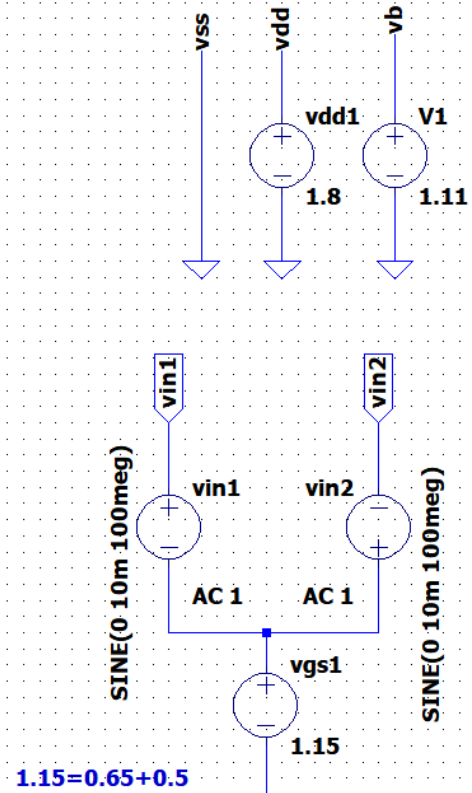 vss
vdd
vb
vdd1
V1
1.8
1.11
vin1
vin2
vin1
vin2
SINE(0 10m 100meg)
AC 1
AC 1
SINE(0 10m 100meg)
vgs1
1.15
1.15=0.65+0.5